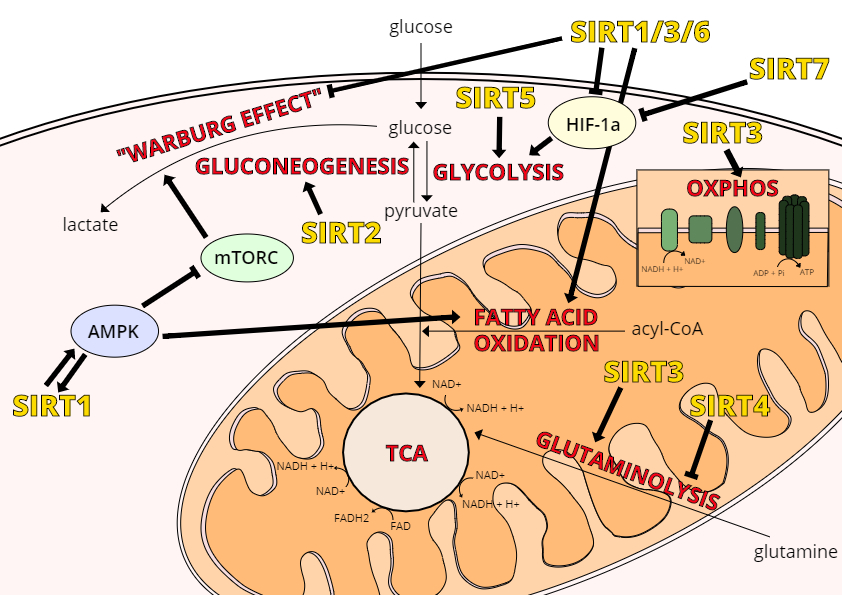 glucose
SIRT1/3/6
SIRT7
SIRT5
"WARBURG EFFECT"
glucose
HIF-1a
SIRT3
GLUCONEOGENESIS
GLYCOLYSIS
OXPHOS
lactate
pyruvate
SIRT2
mTORC
NADH + H+
NAD+
ADP + Pi
ATP
AMPK
FATTY ACID
OXIDATION
acyl-CoA
SIRT1
SIRT3
SIRT4
NAD+
NADH + H+
TCA
GLUTAMINOLYSIS
NADH + H+
NAD+
NAD+
NADH + H+
FADH2
FAD
glutamine